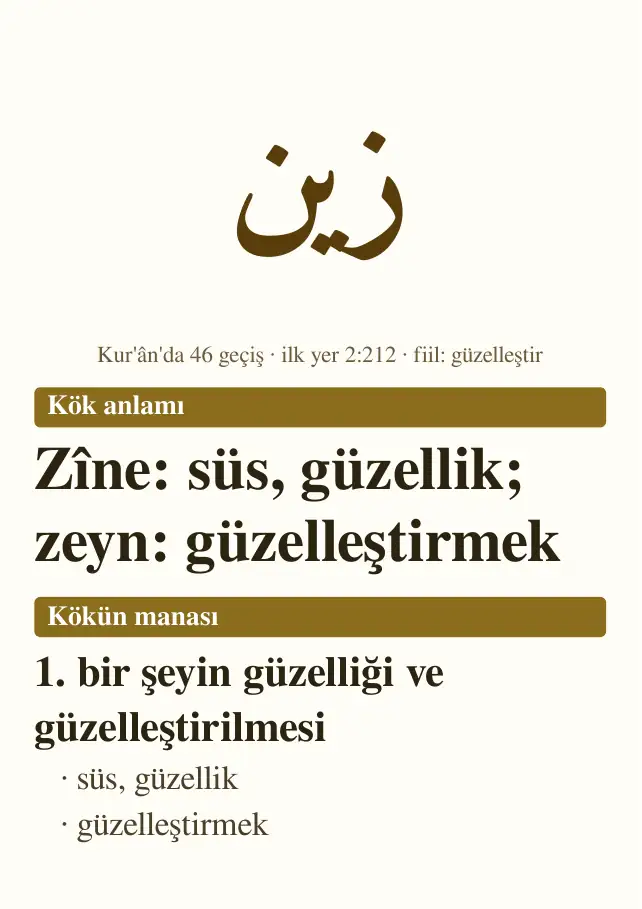 زين
Kur'ân'da 46 geçiş · ilk yer 2:212 · fiil: güzelleştir
Kök anlamı
Zîne: süs, güzellik;
zeyn: güzelleştirmek
Kökün manası
1. bir şeyin güzelliği ve
güzelleştirilmesi
· süs, güzellik
· güzelleştirmek